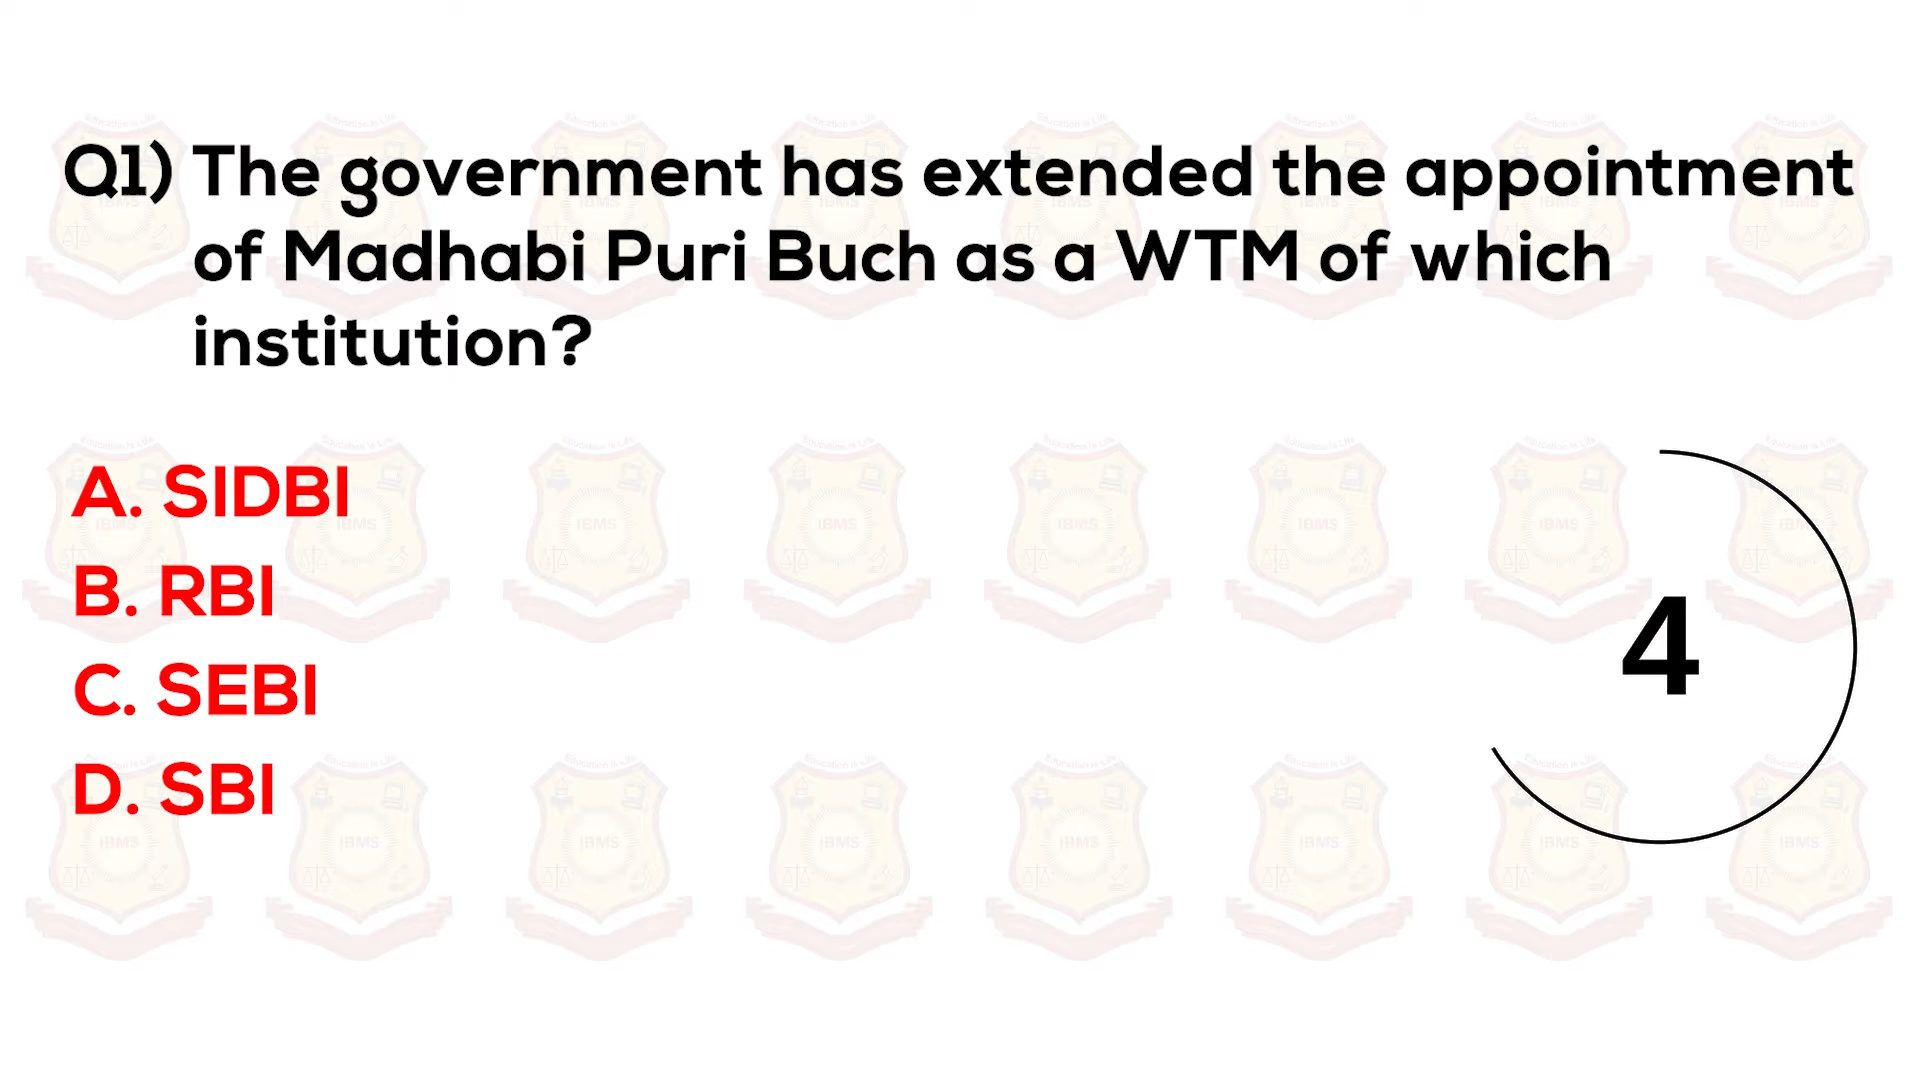 Q1) The government has extended the appointment
of Madhabi Puri Buch as a WTM of which
institution?
A. SIDBI
B. RBI
C. SEBI
D. SBI
4